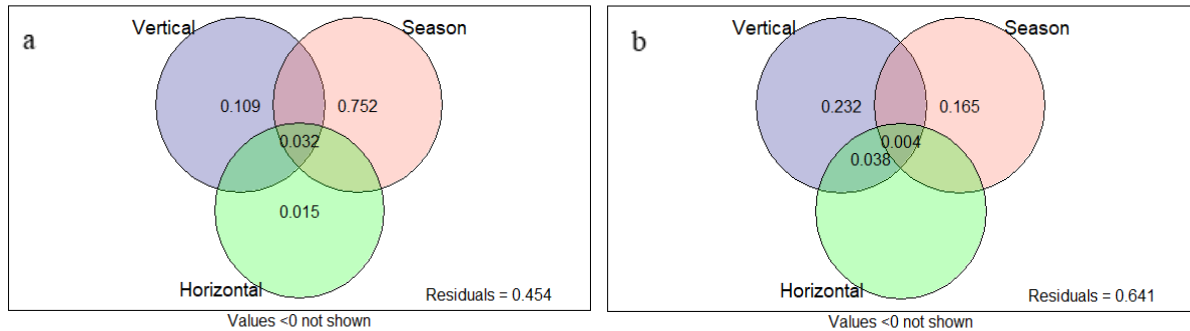 a
Vertical
Season
0.109
0.752
0.032
0.015
Horizontal
Residuals = 0.454
Values <0 not shown
b
Vertical
Season
0.232
0.165
0.004
0.038
Horizontal
Residuals = 0.641
Values <0 not shown